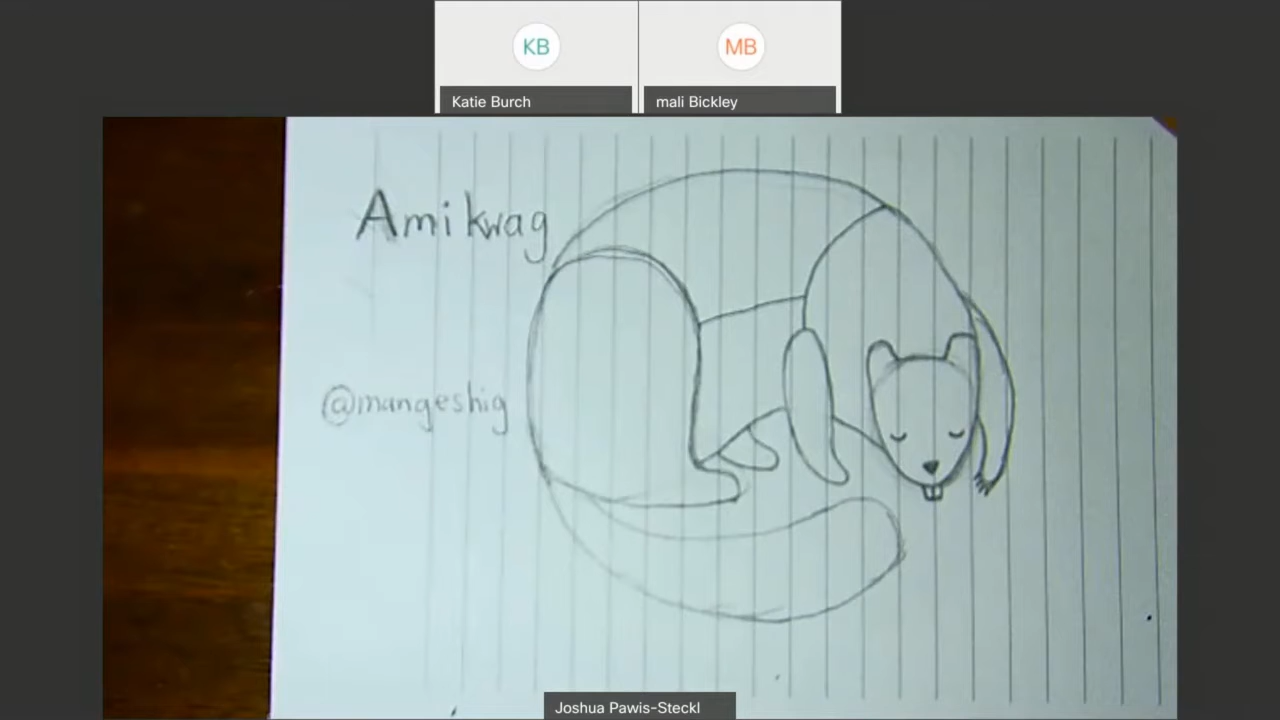 KB
MB
Katie Burch
mali Bickley
Amikwag
@mangeshig
Joshua Pawis-Steckl